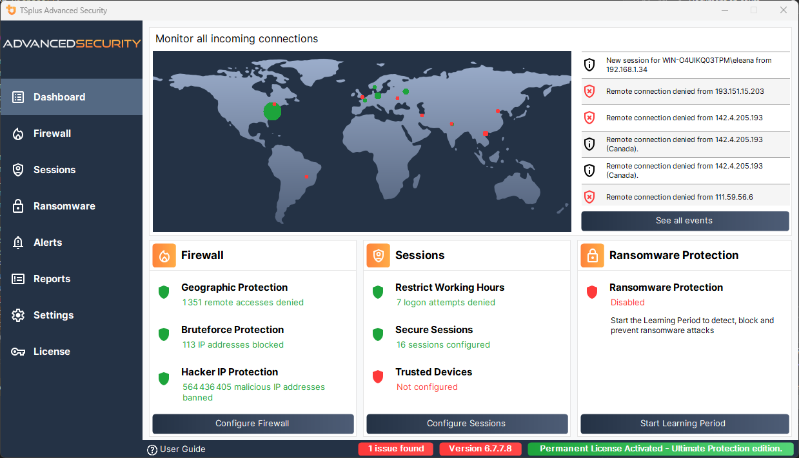 TSplus Advanced Security
ADVANCEDSECURITY
Dashboard
Firewall
Sessions
Ransomware
Alerts
Reports
Settings
License
Monitor all incoming connections
New session for WIN-O4UIKQ03TPM\eleana from
192.168.1.34
Remote connection denied from 193.151.15.203
Remote connection denied from 142.4.205.193
Remote connection denied from 142.4.205.193
(Canada).
Remote connection denied from 142.4.205.193
(Canada).
Remote connection denied from 111.59.56.6
See all events
Firewall
Geographic Protection
1 351 remote accesses denied
Bruteforce Protection
113 IP addresses blocked
Hacker IP Protection
564 436 405 malicious IP addresses
banned
Configure Firewall
Sessions
Restrict Working Hours
7 logon attempts denied
Secure Sessions
16 sessions configured
Trusted Devices
Not configured
Configure Sessions
Ransomware Protection
Ransomware Protection
Disabled
Start the Learning Period to detect, block and
prevent ransomware attacks
Start Learning Period
User Guide
1 issue found
Version 6.7.7.8
Permanent License Activated - Ultimate Protection edition.